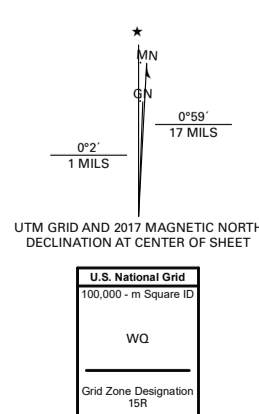 ★
MN
GN
0°59´
17 MILS
0°2´
1 MILS
UTM GRID AND 2017 MAGNETIC NORTH
DECLINATION AT CENTER OF SHEET
U.S. National Grid
100,000 - m Square ID
WQ
Grid Zone Designation
15R